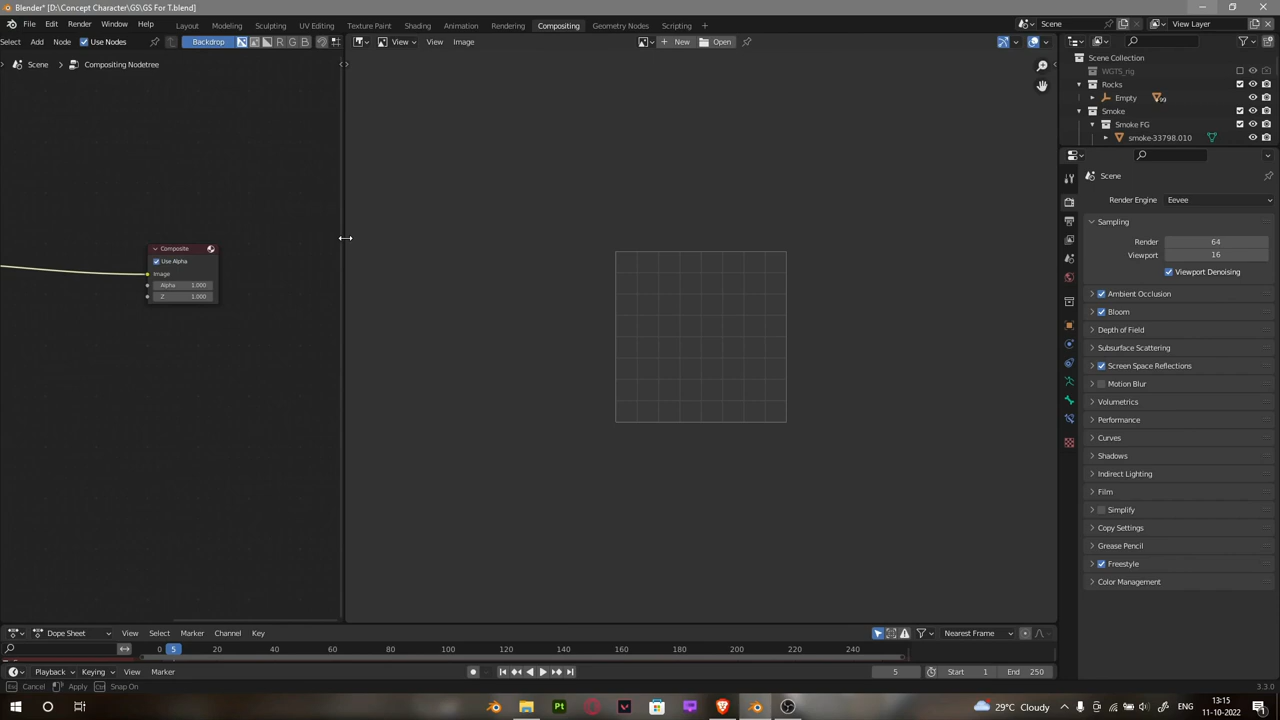 Blender* [D:\Concept Character\GS\GS For T.blend]
File Edit Render Window Help Layout Modeling Sculpting UV Editing Texture Paint Shading Animation Rendering Compositing Geometry Nodes Scripting + Scene View Layer
Select Add Node Use Nodes Backdrop R G B View View Image New Open
Scene > Compositing Nodetree
Scene Collection
WGTS_rig
Rocks
Empty 99
Smoke
Smoke FG
smoke-33798.010
Scene
Render Engine Eevee
Sampling
Render 64
Viewport 16
Viewport Denoising
Ambient Occlusion
Bloom
Depth of Field
Subsurface Scattering
Screen Space Reflections
Motion Blur
Volumetrics
Performance
Curves
Shadows
Indirect Lighting
Film
Simplify
Copy Settings
Grease Pencil
Freestyle
Color Management
Composite
Use Alpha
Image
Alpha 1.000
Z 1.000
Dope Sheet View Select Marker Channel Key Nearest Frame
0 5 20 40 60 80 100 120 140 160 180 200 220 240
Playback Keying View Marker 5 Start 1 End 250
Esc Cancel Apply Ctrl Snap On 3.3.0
Pt 29°C Cloudy ENG 13:15
11-10-2022